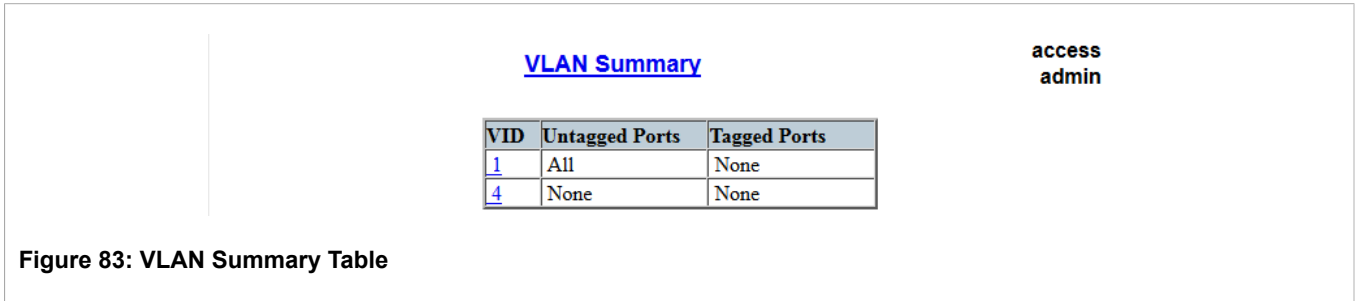 VLAN Summary
access
admin
VID Untagged Ports Tagged Ports
1 All None
4 None None
Figure 83: VLAN Summary Table